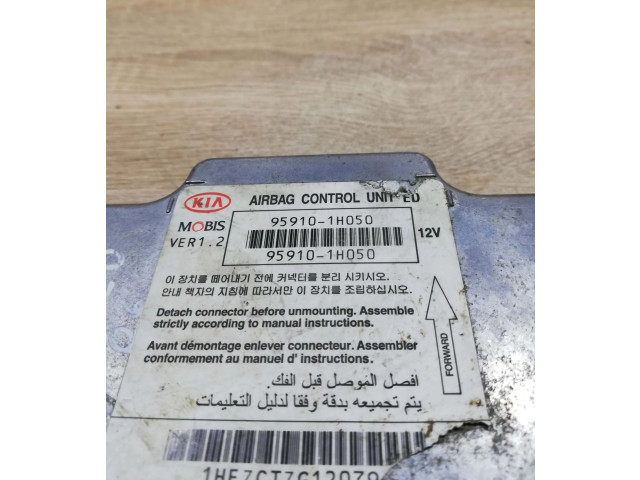 KIA
AIRBAG CONTROL UNIT ED
MOBIS
VER1.2
95910-1H050
12V
95910-1H050
이 장치를 떼어내기 전에 커넥터를 분리 시키시오.
안내 책자의 지침에 따라서만 이 장치를 조립하십시오.
Detach connector before unmounting. Assemble
strictly according to manual instructions.
Avant démontage enlever connecteur. Assembler
conformement au manuel d' instructions.
افصل المُوصل قبل الفك.
يتم تجميعه بدقة وفقا لدليل التعليمات
FORWARD